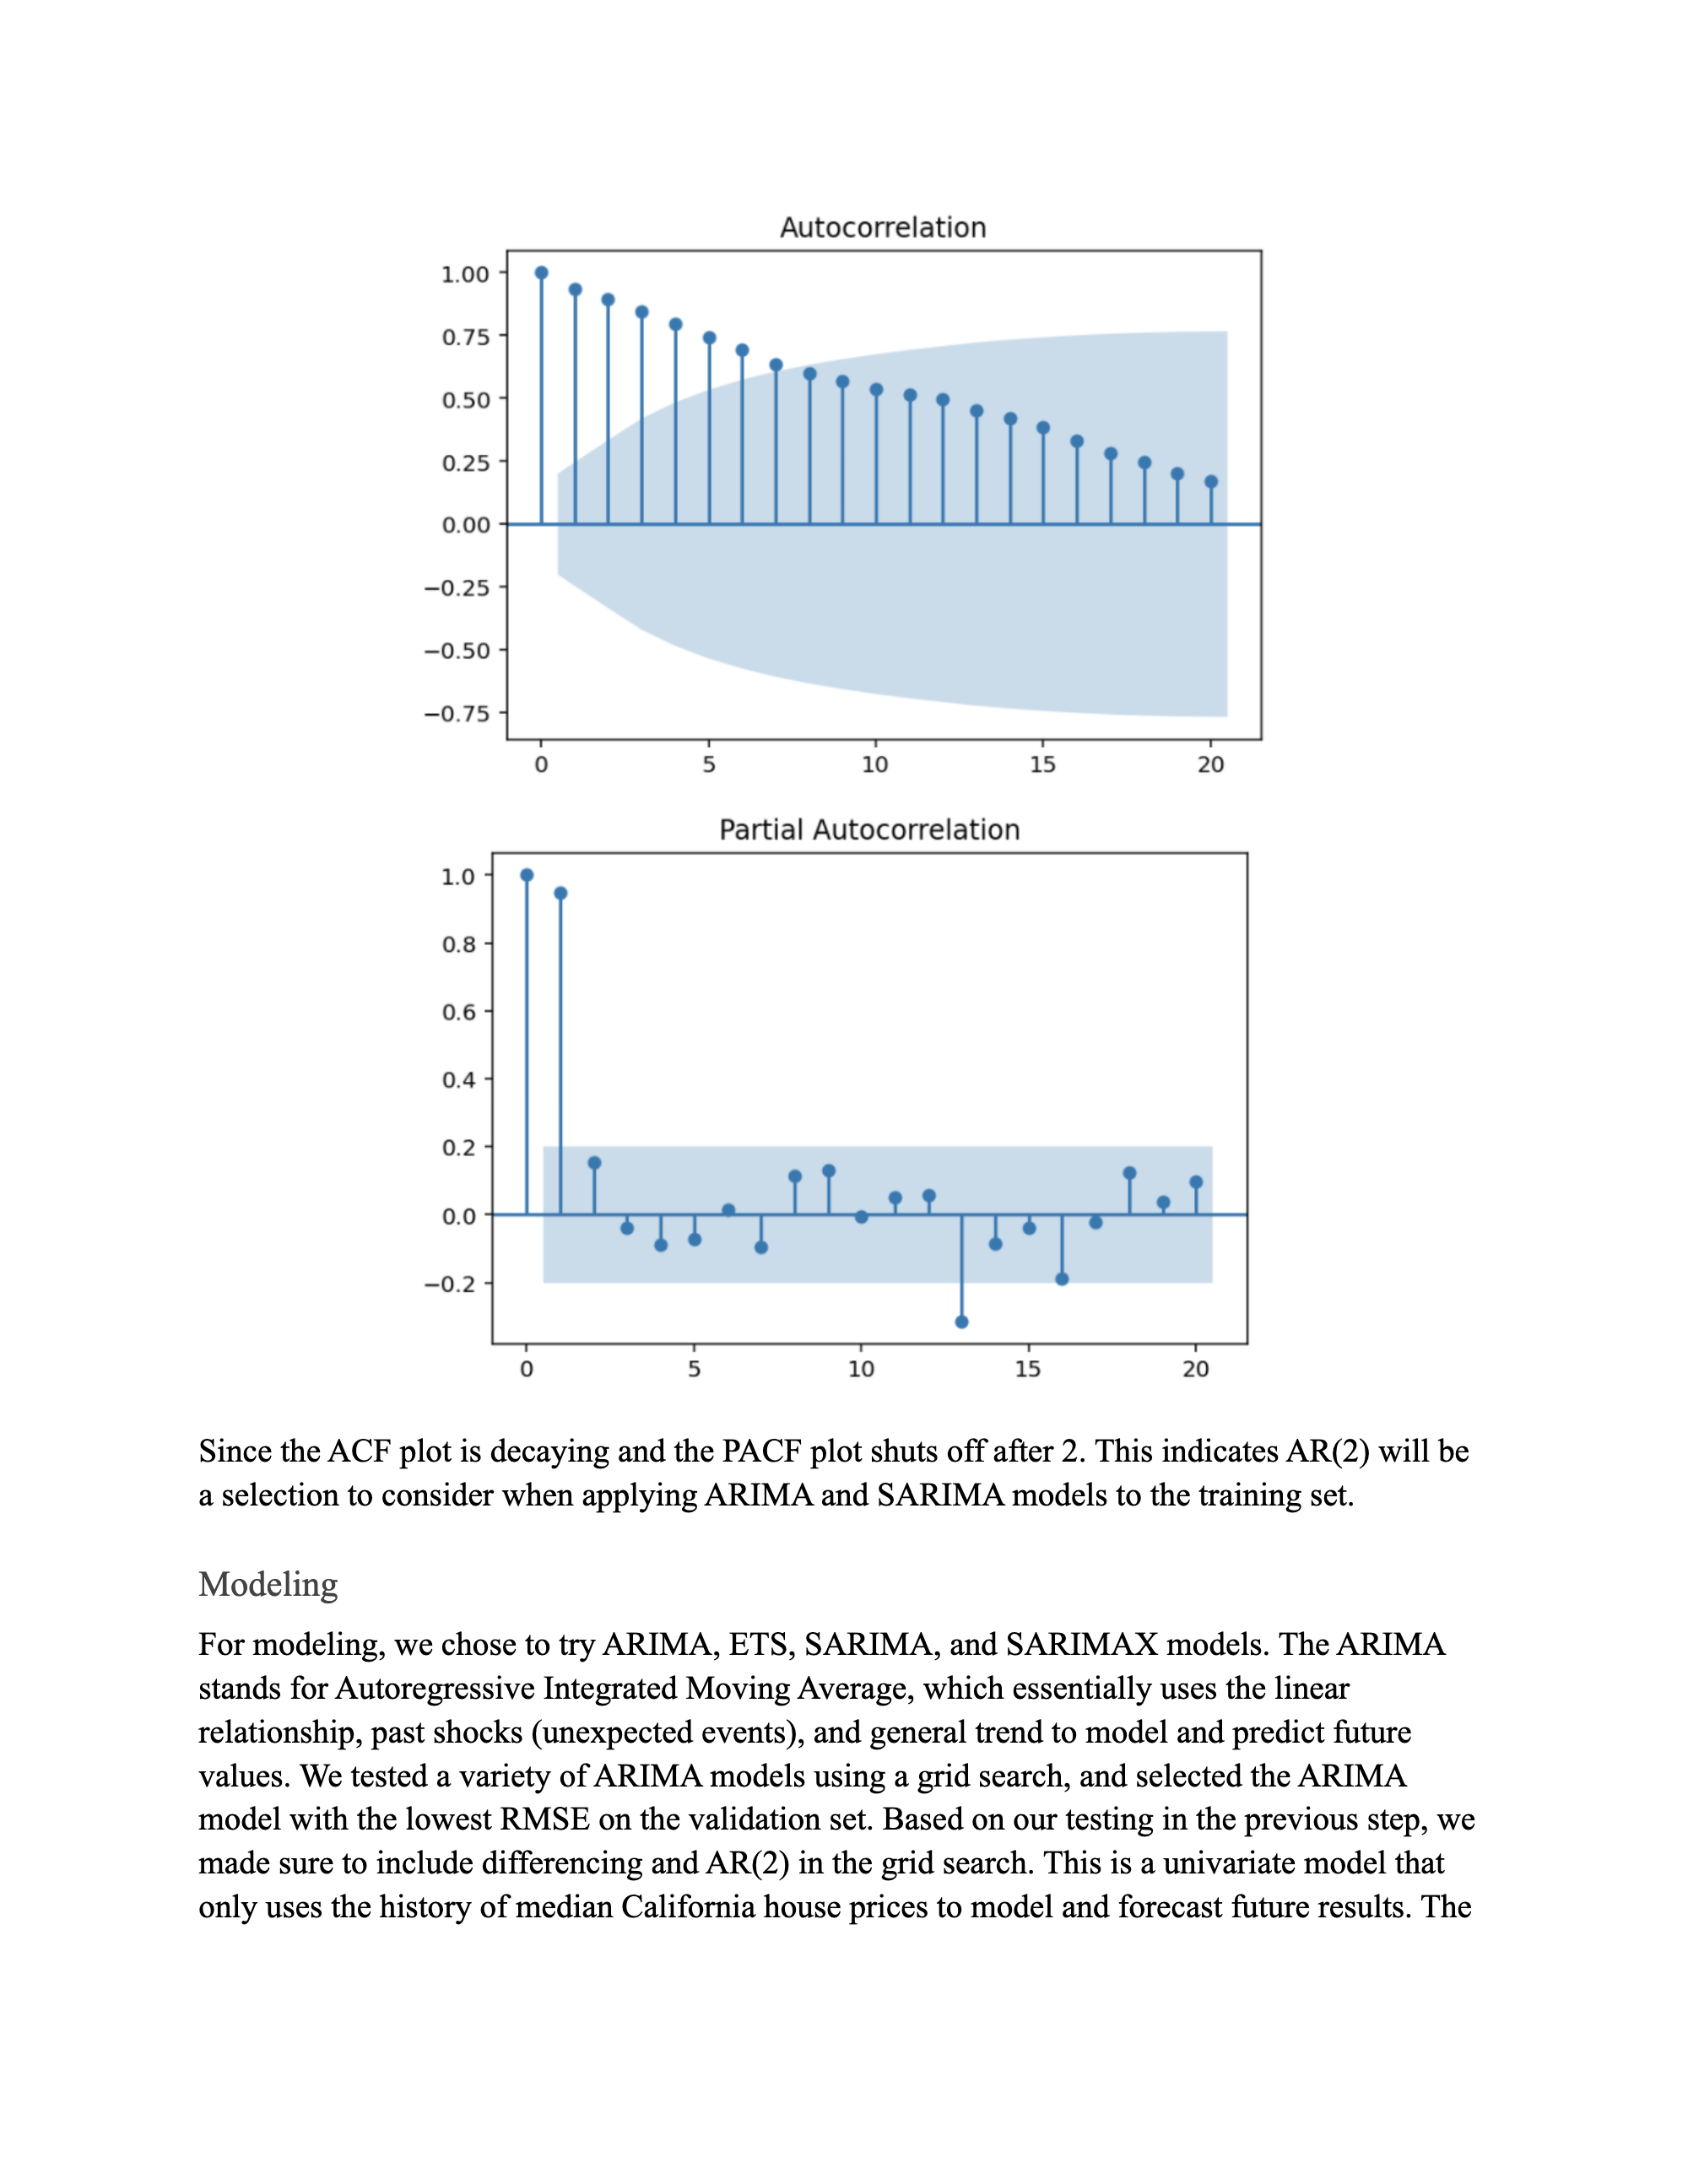 Autocorrelation
1.00
0.75
0.50
0.25
0.00
−0.25
−0.50
−0.75
0 5 10 15 20
Partial Autocorrelation
1.0
0.8
0.6
0.4
0.2
0.0
−0.2
0 5 10 15 20
Since the ACF plot is decaying and the PACF plot shuts off after 2. This indicates AR(2) will be
a selection to consider when applying ARIMA and SARIMA models to the training set.
Modeling
For modeling, we chose to try ARIMA, ETS, SARIMA, and SARIMAX models. The ARIMA
stands for Autoregressive Integrated Moving Average, which essentially uses the linear
relationship, past shocks (unexpected events), and general trend to model and predict future
values. We tested a variety of ARIMA models using a grid search, and selected the ARIMA
model with the lowest RMSE on the validation set. Based on our testing in the previous step, we
made sure to include differencing and AR(2) in the grid search. This is a univariate model that
only uses the history of median California house prices to model and forecast future results. The